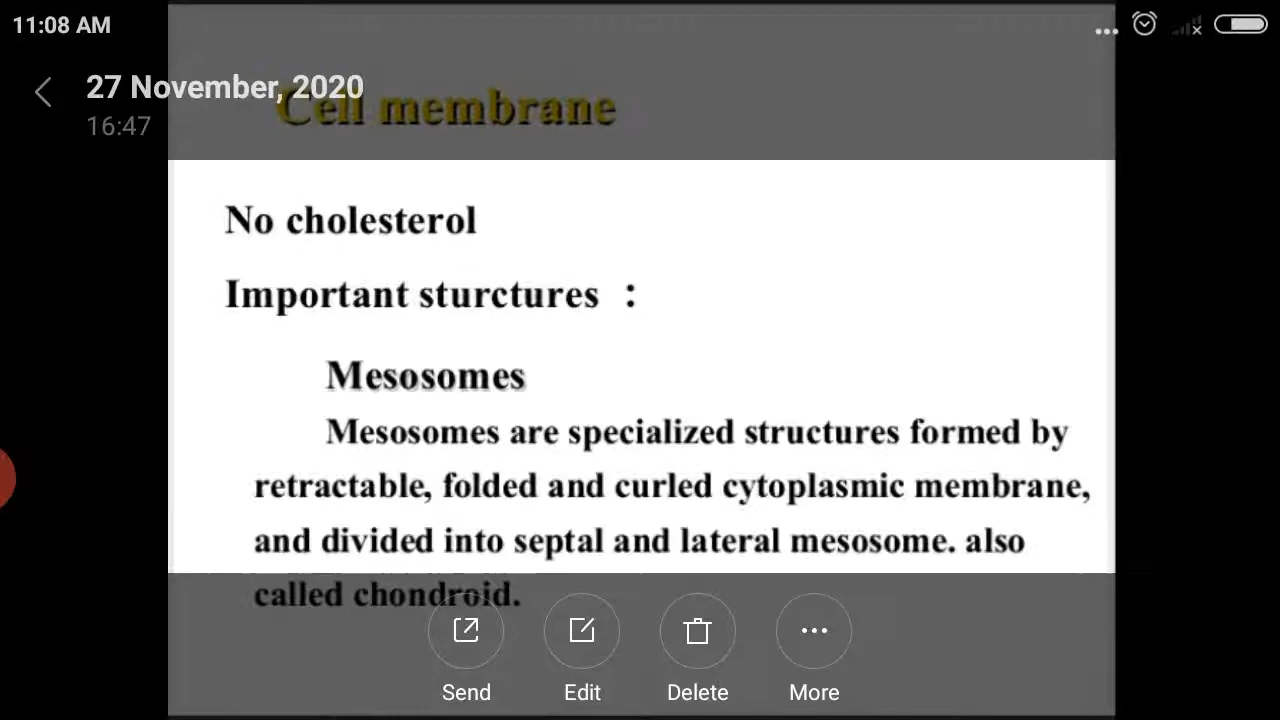 11:08 AM
27 November, 2020
16:47
Cell membrane
No cholesterol
Important sturctures :
Mesosomes
Mesosomes are specialized structures formed by
retractable, folded and curled cytoplasmic membrane,
and divided into septal and lateral mesosome. also
called chondroid.
Send Edit Delete More